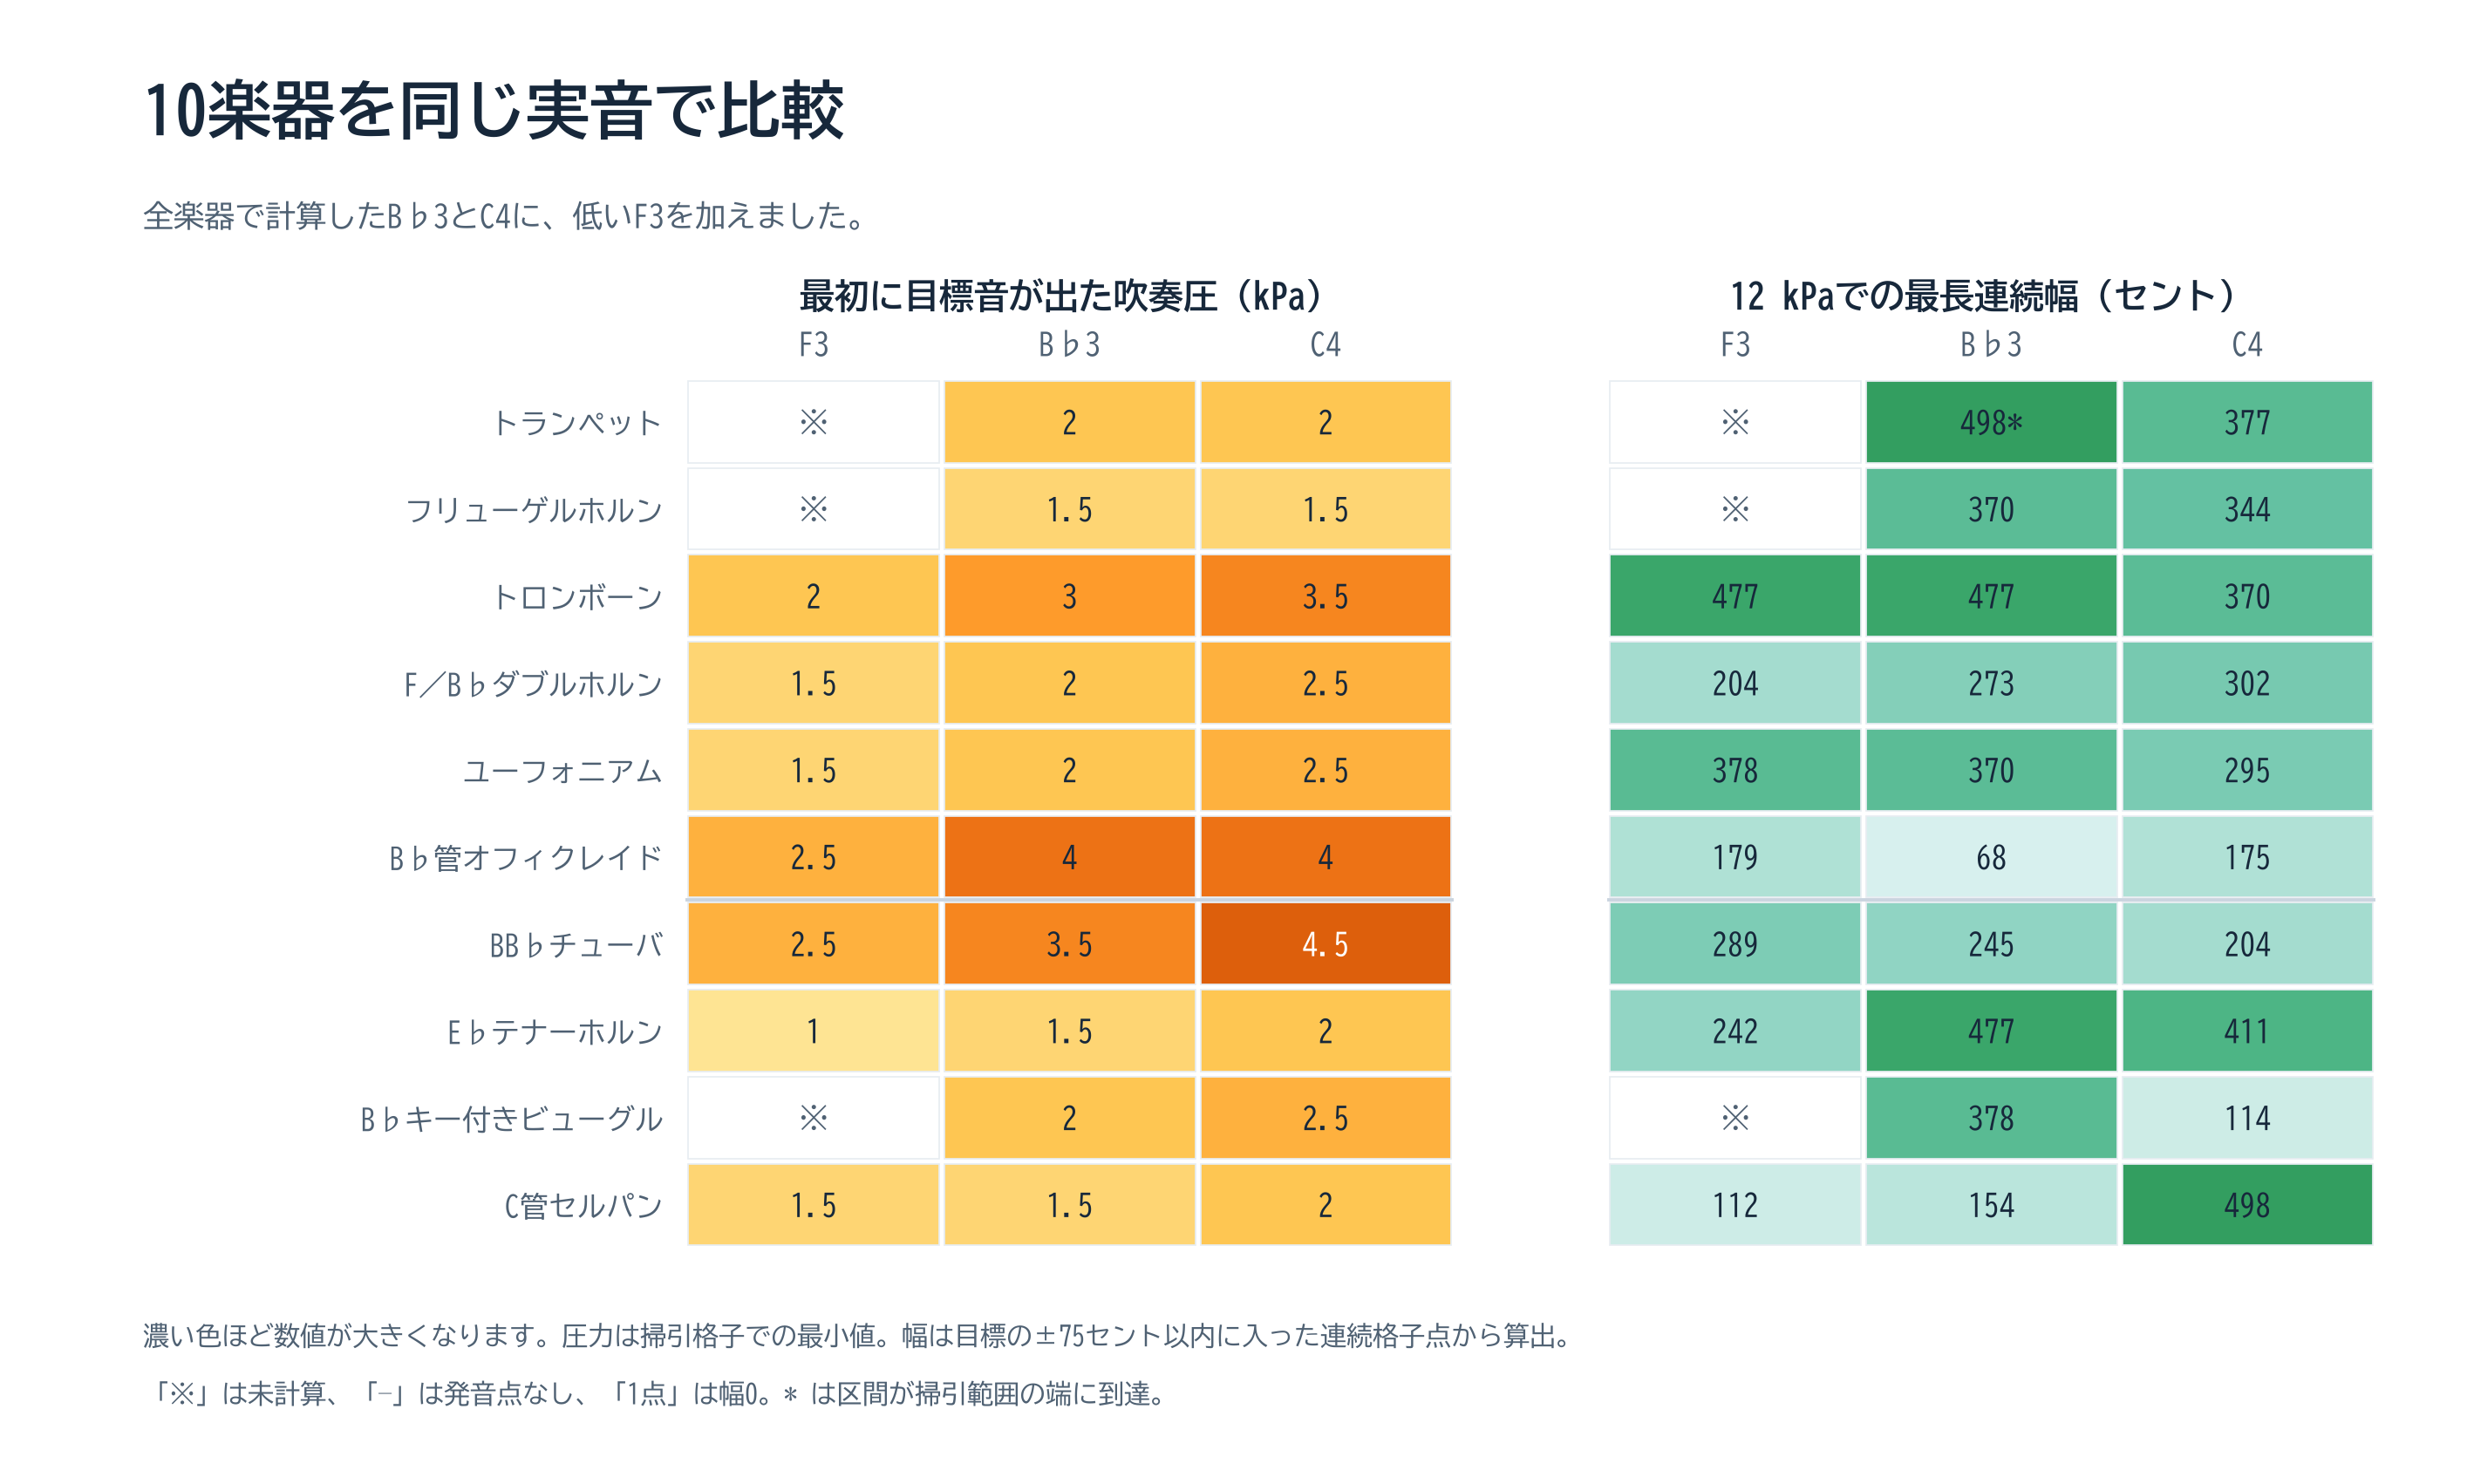 10楽器を同じ実音で比較
全楽器で計算したB♭3とC4に、低いF3を加えました。
最初に目標音が出た吹奏圧（kPa） 12 kPaでの最長連続幅（セント）
F3 B♭3 C4 F3 B♭3 C4
トランペット ※ 2 2 ※ 498* 377
フリューゲルホルン ※ 1.5 1.5 ※ 370 344
トロンボーン 2 3 3.5 477 477 370
F／B♭ダブルホルン 1.5 2 2.5 204 273 302
ユーフォニアム 1.5 2 2.5 378 370 295
B♭管オフィクレイド 2.5 4 4 179 68 175
BB♭チューバ 2.5 3.5 4.5 289 245 204
E♭テナーホルン 1 1.5 2 242 477 411
B♭キー付きビューグル ※ 2 2.5 ※ 378 114
C管セルパン 1.5 1.5 2 112 154 498
濃い色ほど数値が大きくなります。圧力は掃引格子での最小値。幅は目標の±75セント以内に入った連続格子点から算出。
「※」は未計算、「—」は発音点なし、「1点」は幅0。* は区間が掃引範囲の端に到達。